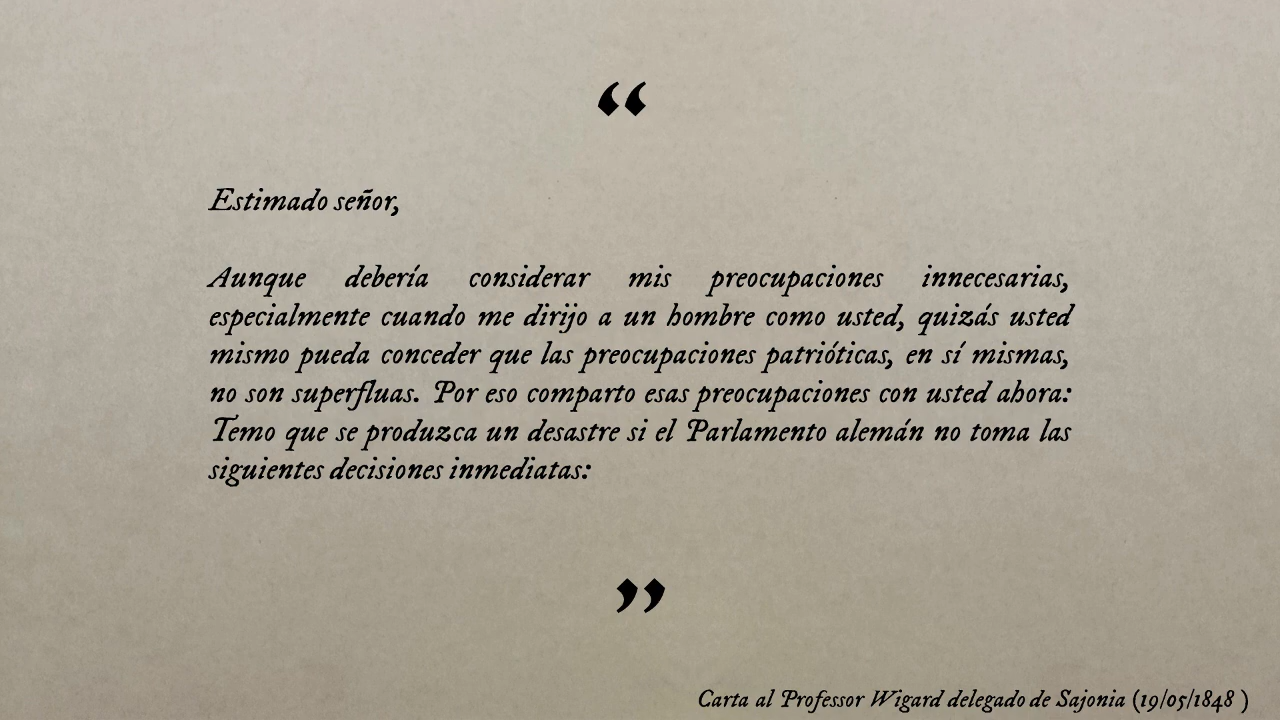 “
Estimado señor,
Aunque debería considerar mis preocupaciones innecesarias,
especialmente cuando me dirijo a un hombre como usted, quizás usted
mismo pueda conceder que las preocupaciones patrióticas, en sí mismas,
no son superfluas. Por eso comparto esas preocupaciones con usted ahora:
Temo que se produzca un desastre si el Parlamento alemán no toma las
siguientes decisiones inmediatas:
”
Carta al Professor Wigard delegado de Sajonia (19/05/1848 )